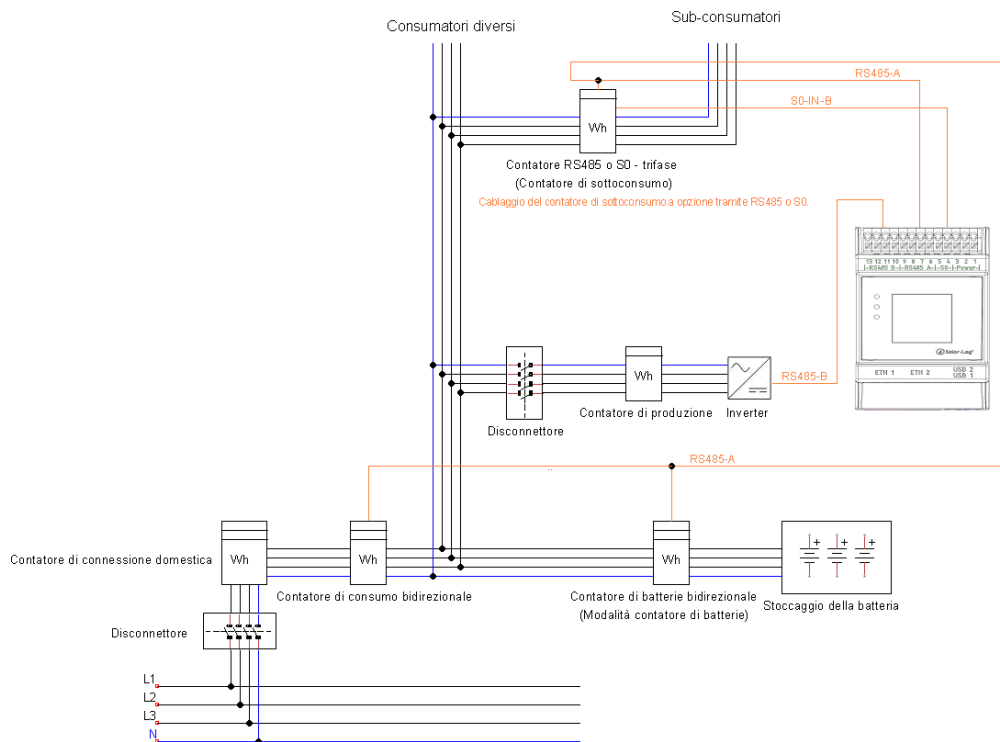 Consumatori diversi
Sub-consumatori
RS485-A
S0-IN-B
Wh
Contatore RS485 o S0 - trifase
(Contatore di sottoconsumo)
Cablaggio del contatore di sottoconsumo a opzione tramite RS485 o S0.
13 12 11 10 9 8 7 6 5 4 3 2 1
|-RS485 B-|-RS485 A-|-S0-|-Power-|
Solar-Log
ETH 1 ETH 2 USB 2
USB 1
Wh
RS485-B
Contatore di produzione
Inverter
Disconnettore
RS485-A
..
Contatore di connessione domestica
Wh
Wh
Wh
+ + +
Contatore di consumo bidirezionale
Contatore di batterie bidirezionale
(Modalità contatore di batterie)
Stoccaggio della batteria
Disconnettore
L1
L2
L3
N